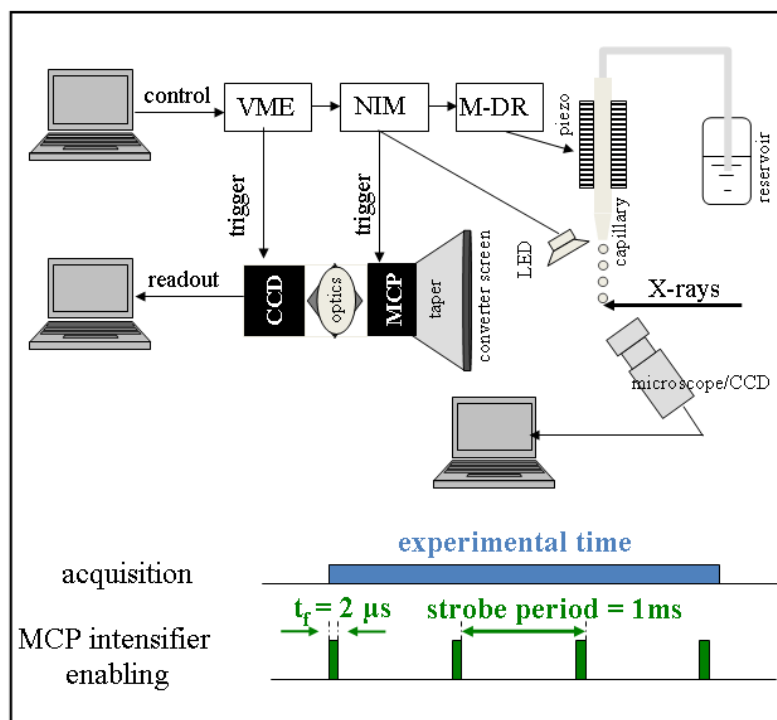 control
VME
NIM
M-DR
piezo
reservoir
trigger
trigger
LED
capillary
X-rays
readout
CCD
optics
MCP
taper
converter screen
microscope/CCD
experimental time
acquisition
t_f = 2 µs
strobe period = 1ms
MCP intensifier
enabling